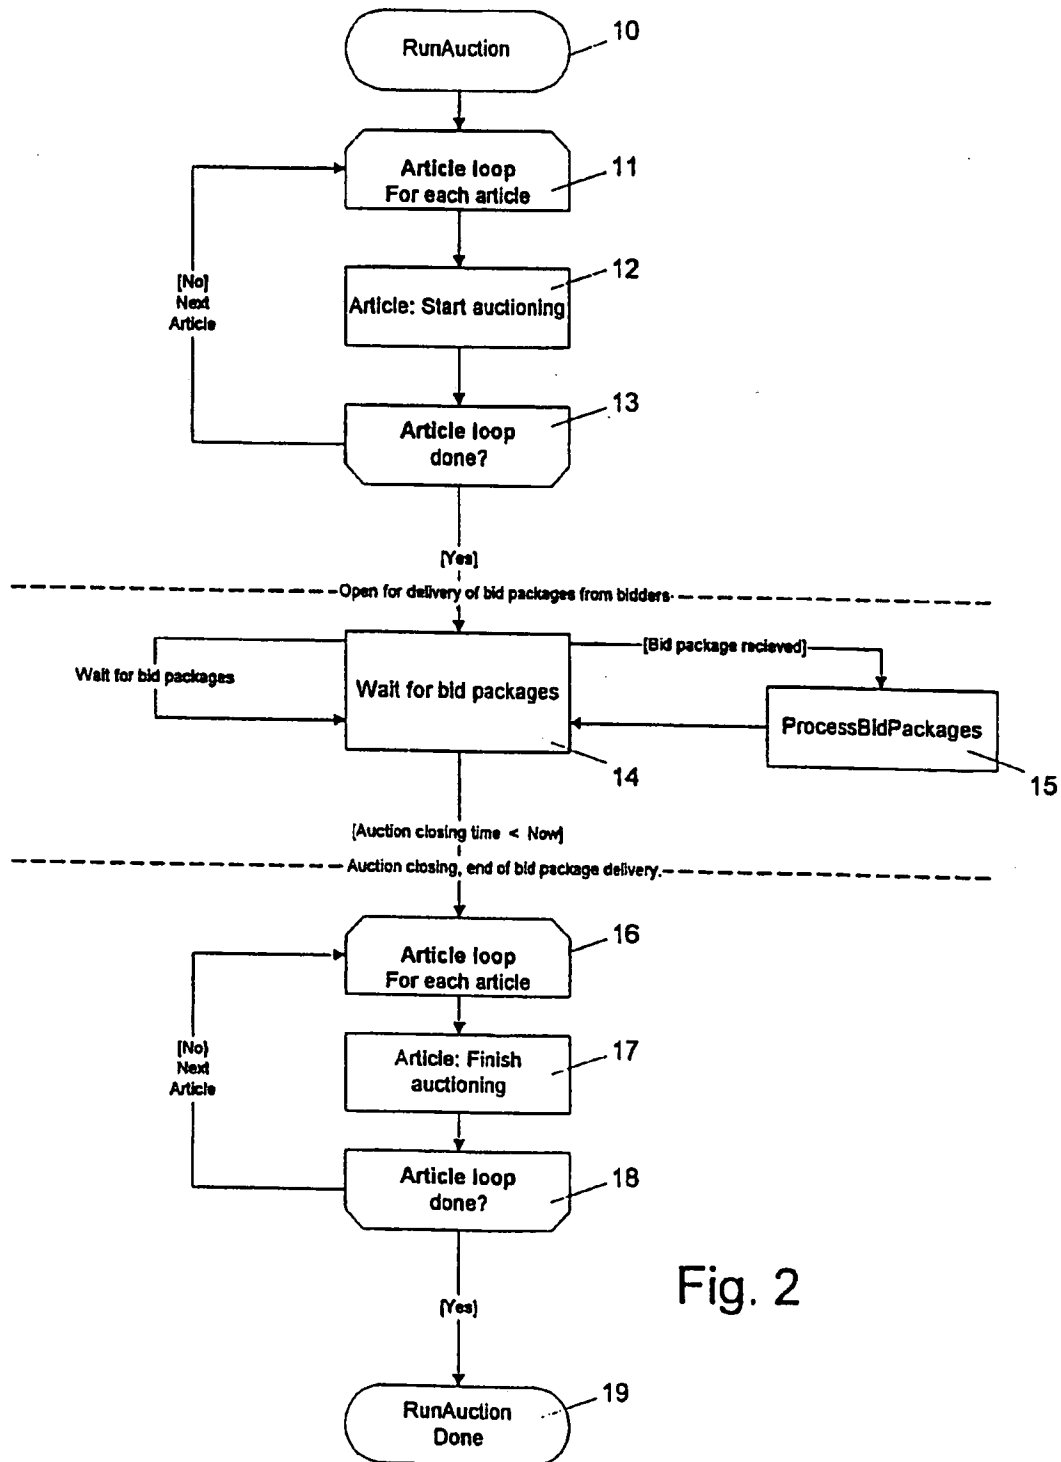 RunAuction
10
Article loop
For each article
11
12
Article: Start auctioning
[No]
Next
Article
13
Article loop
done?
[Yes]
Open for delivery of bid packages from bidders
[Bid package recieved]
Wait for bid packages
Wait for bid packages
ProcessBidPackages
14
15
[Auction closing time < Now]
Auction closing, end of bid package delivery.
16
Article loop
For each article
17
Article: Finish
auctioning
[No]
Next
Article
Article loop
done?
18
Fig. 2
[Yes]
19
RunAuction
Done